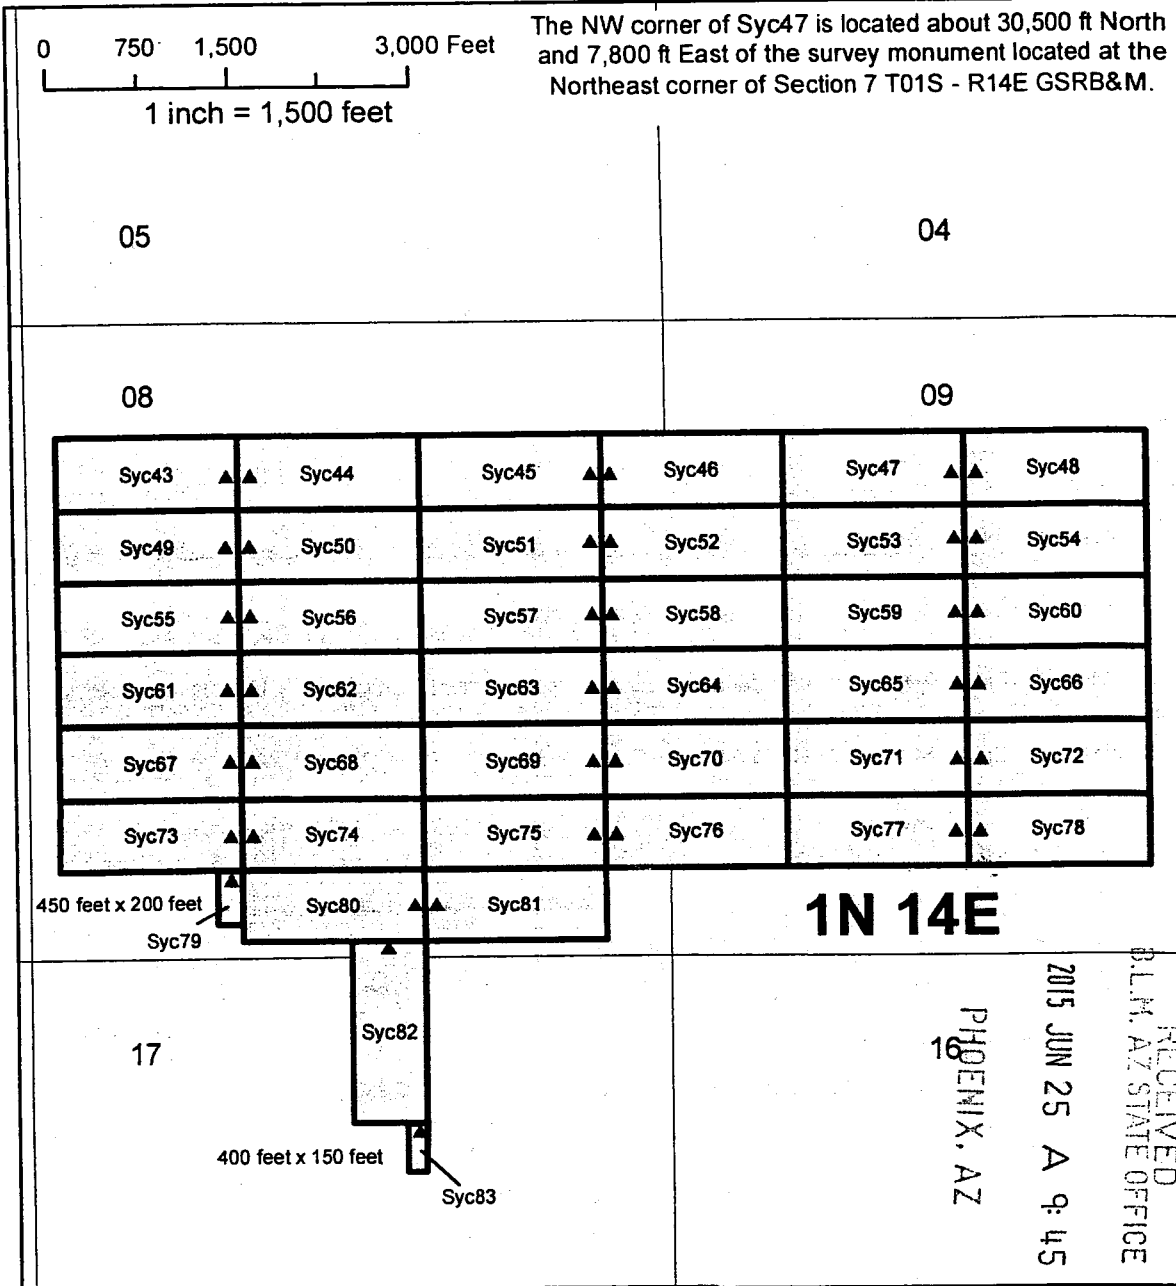 The NW corner of Syc47 is located about 30,500 ft North
and 7,800 ft East of the survey monument located at the
Northeast corner of Section 7 T01S - R14E GSRB&M.
0 750 1,500 3,000 Feet
1 inch = 1,500 feet
05
04
08
09
Syc43
Syc44
Syc45
Syc46
Syc47
Syc48
Syc49
Syc50
Syc51
Syc52
Syc53
Syc54
Syc55
Syc56
Syc57
Syc58
Syc59
Syc60
Syc61
Syc62
Syc63
Syc64
Syc65
Syc66
Syc67
Syc68
Syc69
Syc70
Syc71
Syc72
Syc73
Syc74
Syc75
Syc76
Syc77
Syc78
450 feet x 200 feet
Syc79
Syc80
Syc81
1N 14E
Syc82
17
16
400 feet x 150 feet
Syc83
RECEIVED
B.L.M. AZ STATE OFFICE
2015 JUN 25 A 9:45
PHOENIX, AZ